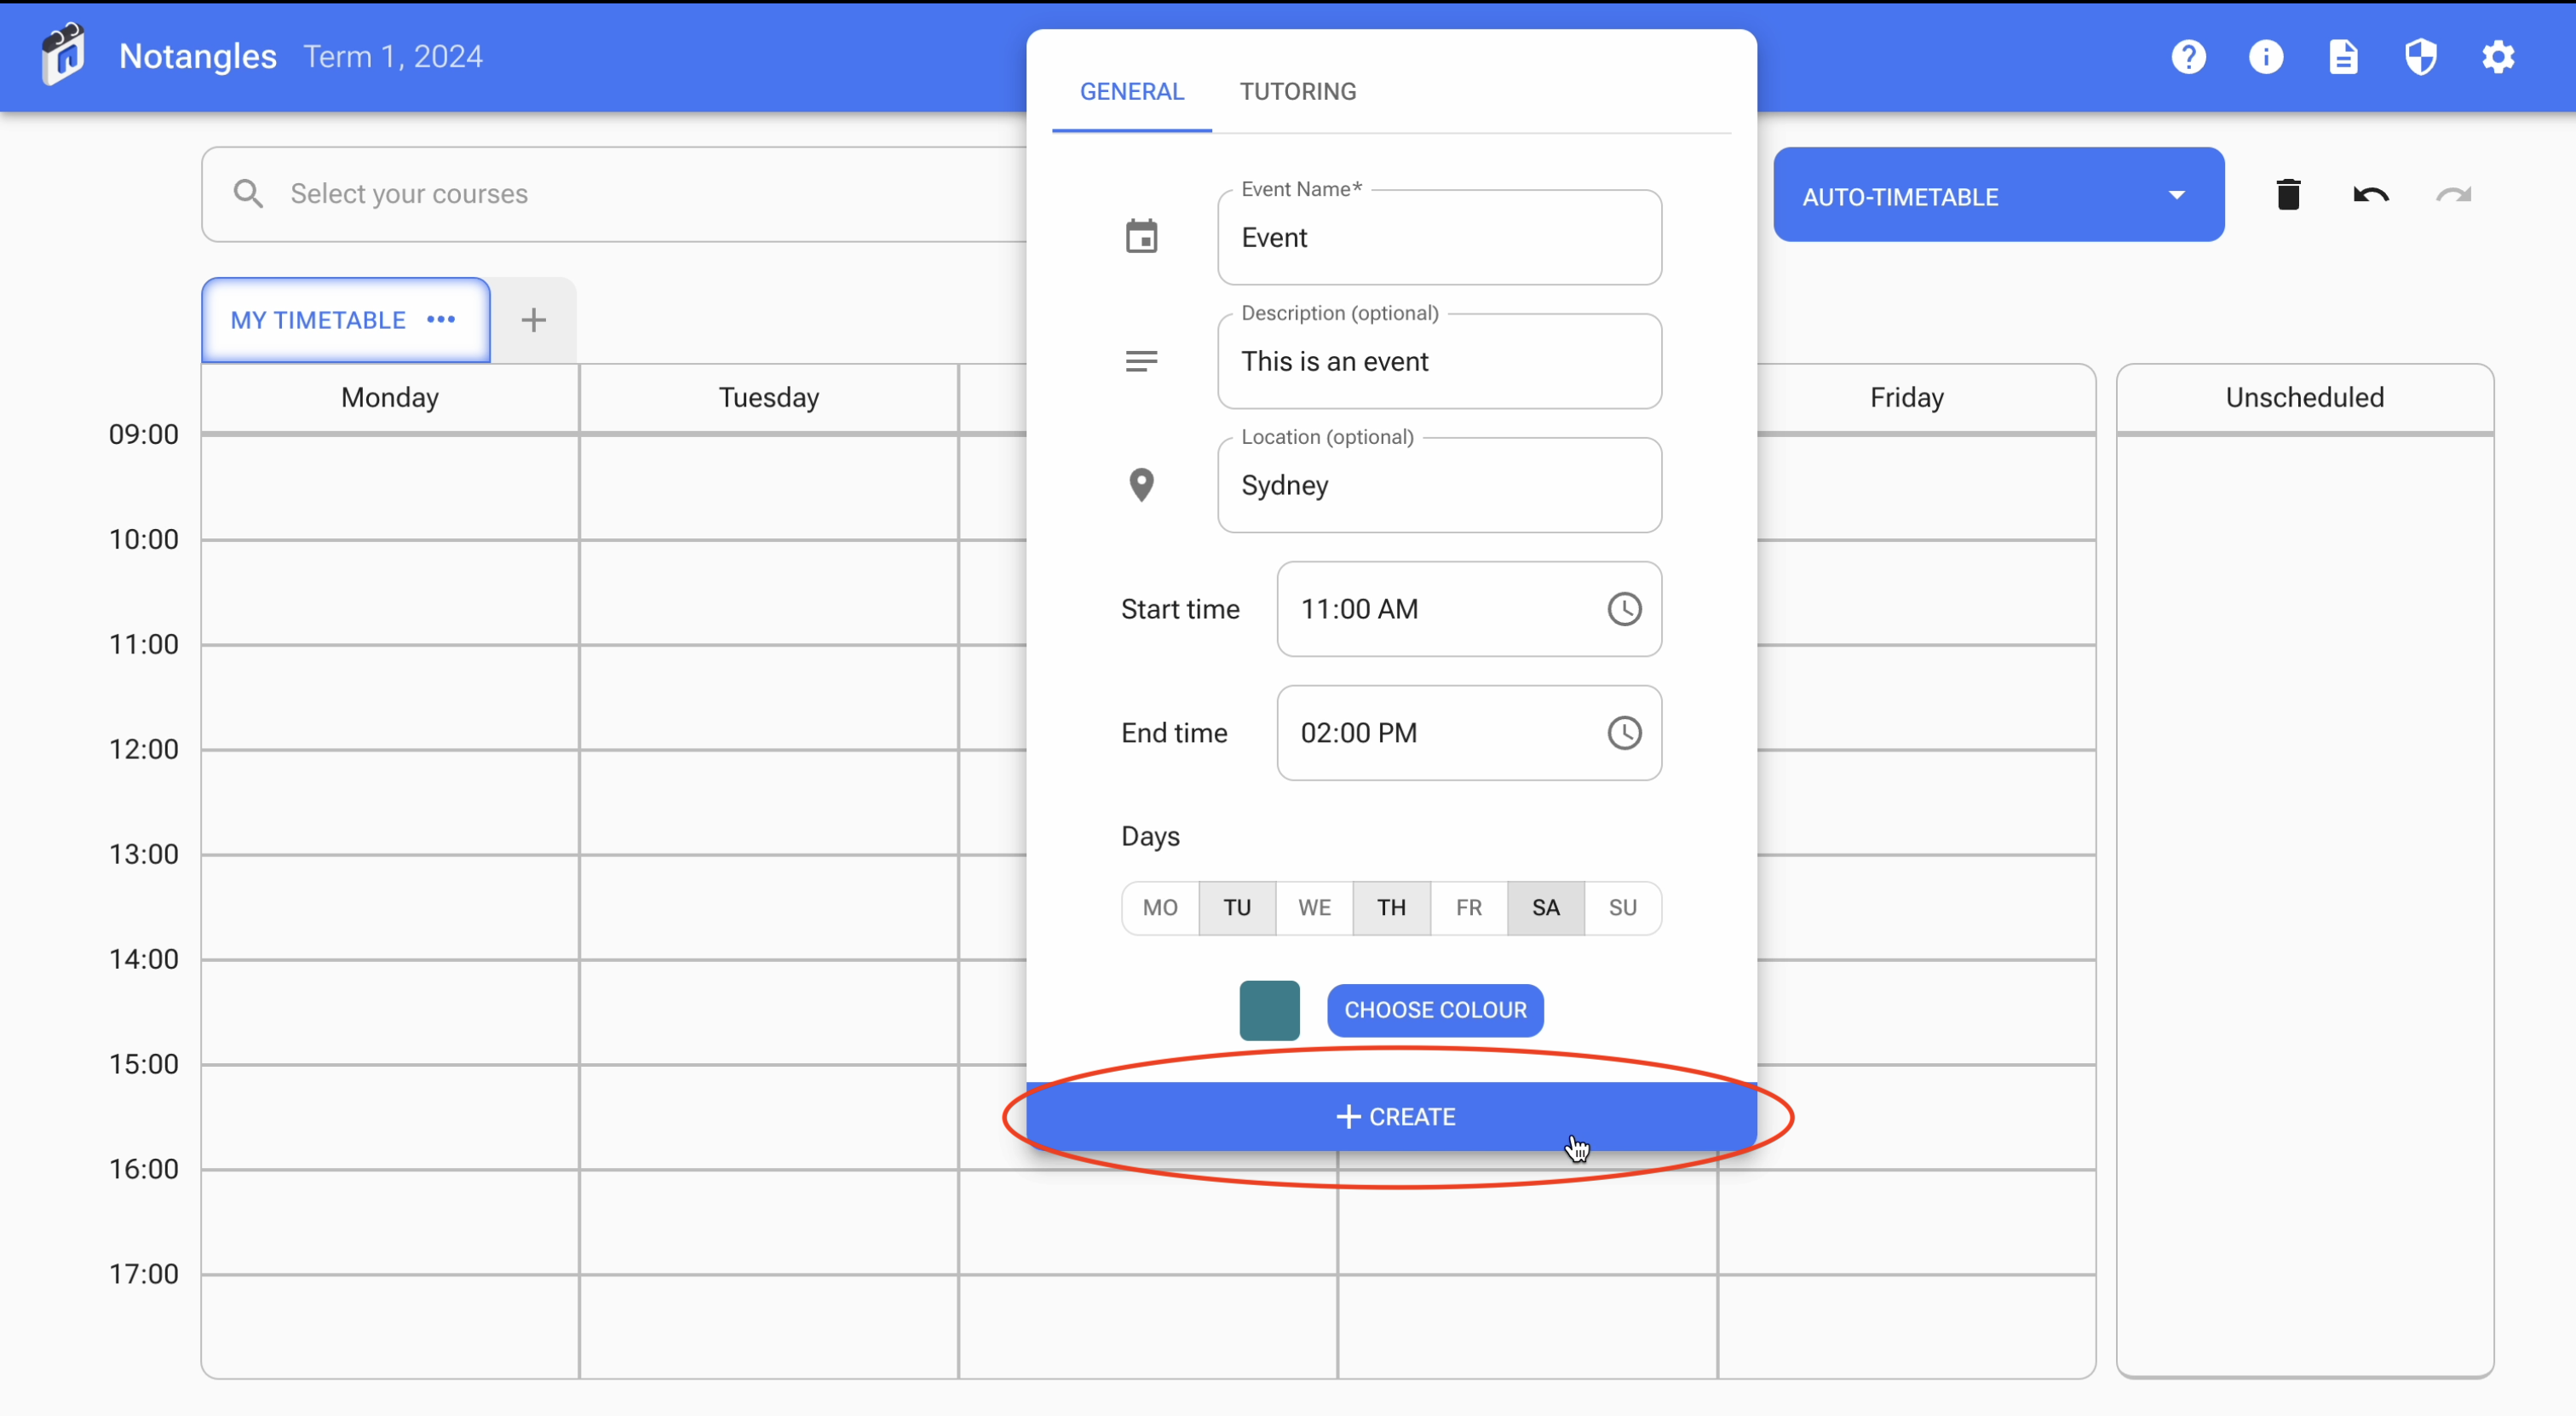 Notangles Term 1, 2024
GENERAL TUTORING
Select your courses
AUTO-TIMETABLE
Event Name*
Event
Description (optional)
This is an event
Location (optional)
Sydney
Start time 11:00 AM
End time 02:00 PM
Days
MO TU WE TH FR SA SU
CHOOSE COLOUR
+ CREATE
MY TIMETABLE ••• +
Monday Tuesday Friday Unscheduled
09:00
10:00
11:00
12:00
13:00
14:00
15:00
16:00
17:00